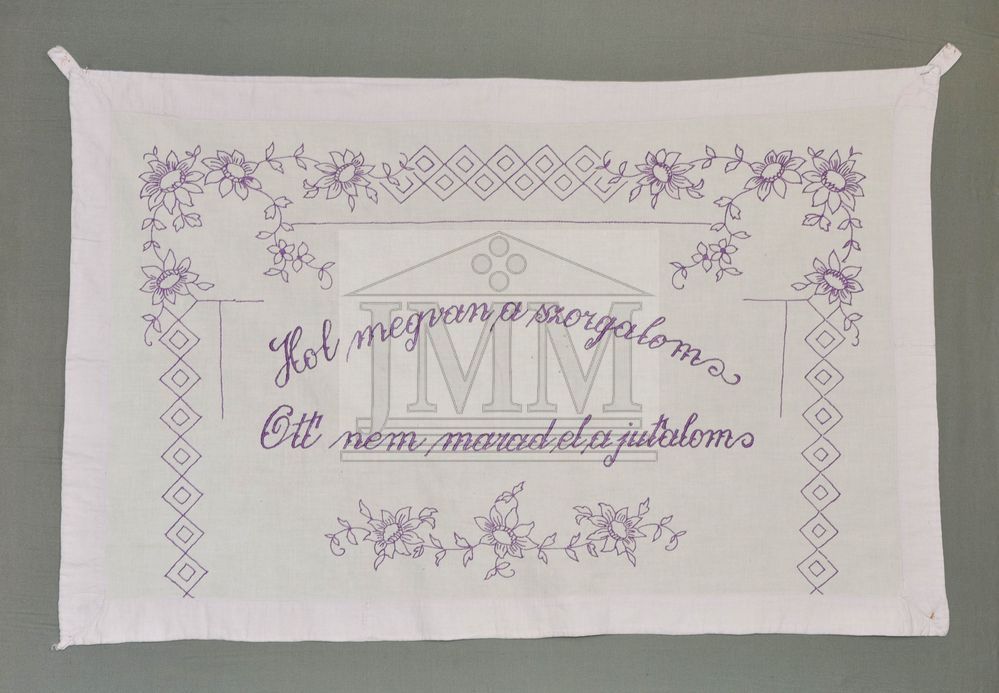 Hol megvan a szorgalom
Ott nem marad el a jutalom
JMM